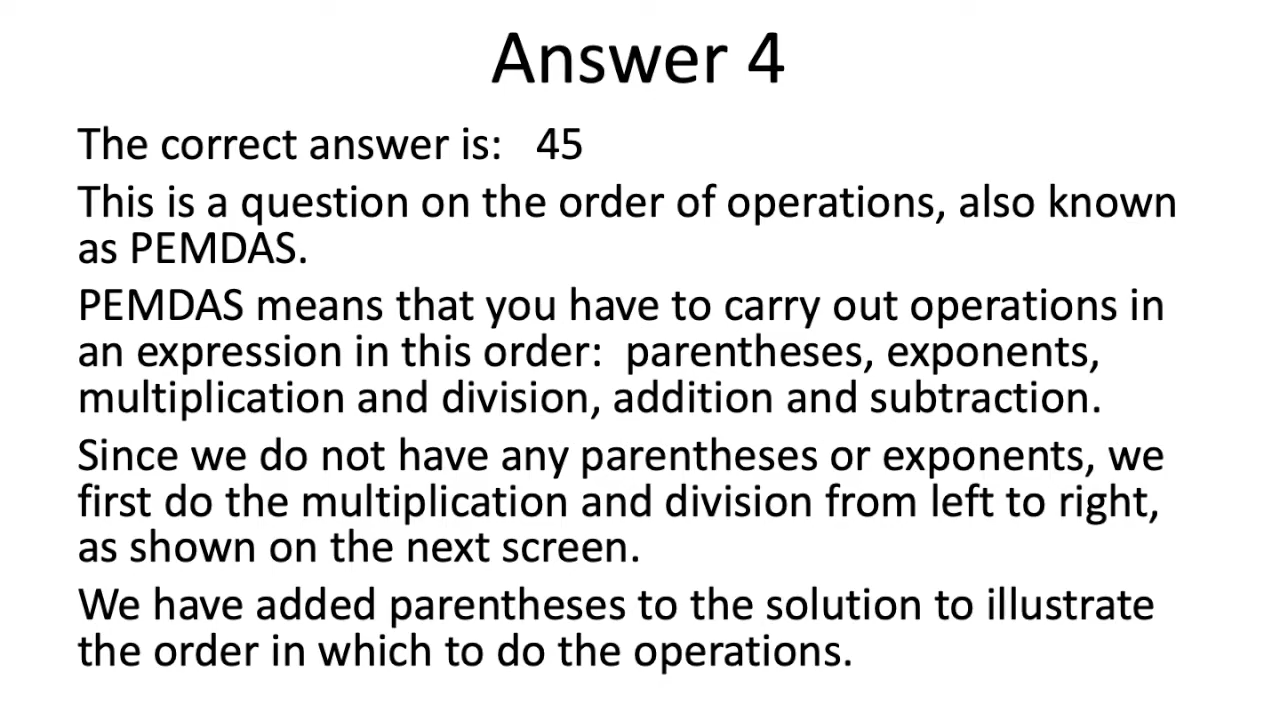 Answer 4
The correct answer is:   45
This is a question on the order of operations, also known
as PEMDAS.
PEMDAS means that you have to carry out operations in
an expression in this order:  parentheses, exponents,
multiplication and division, addition and subtraction.
Since we do not have any parentheses or exponents, we
first do the multiplication and division from left to right,
as shown on the next screen.
We have added parentheses to the solution to illustrate
the order in which to do the operations.